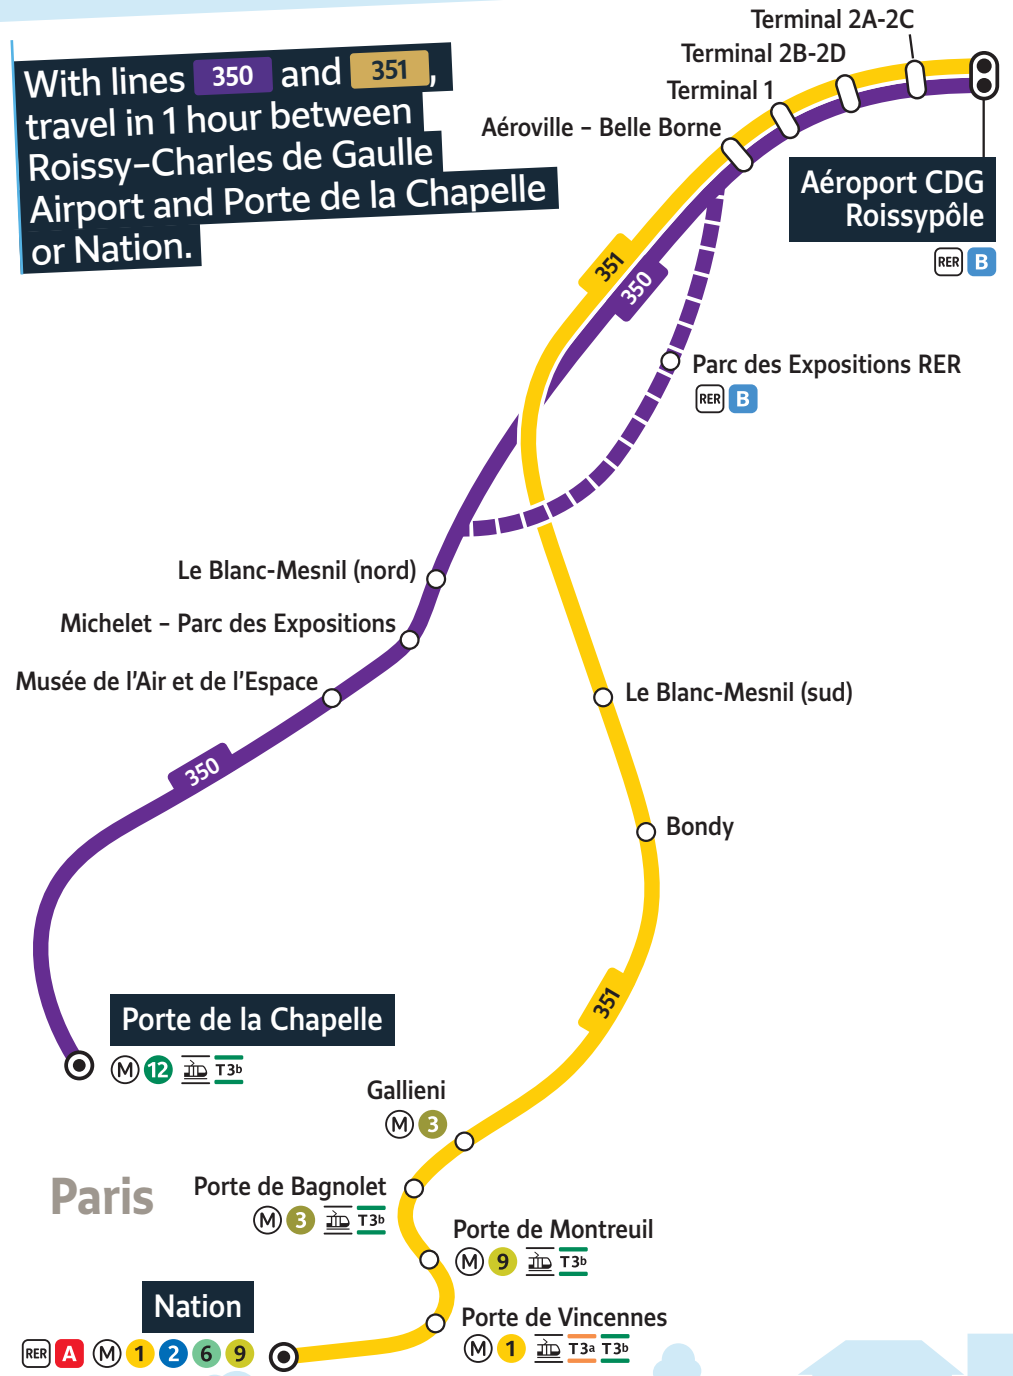 With lines 350 and 351,
travel in 1 hour between
Roissy–Charles de Gaulle
Airport and Porte de la Chapelle
or Nation.
Terminal 2A-2C
Terminal 2B-2D
Terminal 1
Aéroville – Belle Borne
Aéroport CDG
Roissypôle
RER B
351
350
Parc des Expositions RER
RER B
Le Blanc-Mesnil (nord)
Michelet – Parc des Expositions
Musée de l'Air et de l'Espace
Le Blanc-Mesnil (sud)
350
Bondy
351
Porte de la Chapelle
M 12 T3b
Gallieni
M 3
Paris
Porte de Bagnolet
M 3 T3b
Porte de Montreuil
M 9 T3b
Nation
RER A M 1 2 6 9
Porte de Vincennes
M 1 T3a T3b